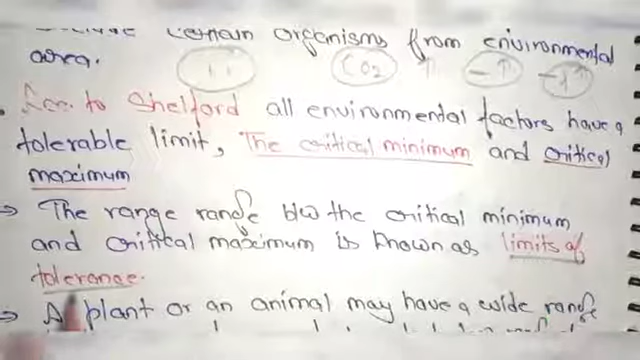 certain organisms from environmental
area.
CO2 ↑ - ↑ - ↑
Acc. to Shelford all environmental factors have a
tolerable limit, The critical minimum and critical
maximum
→ The range range b/w the critical minimum
and critical maximum is known as limits of
tolerance.
→ A plant or an animal may have a wide range